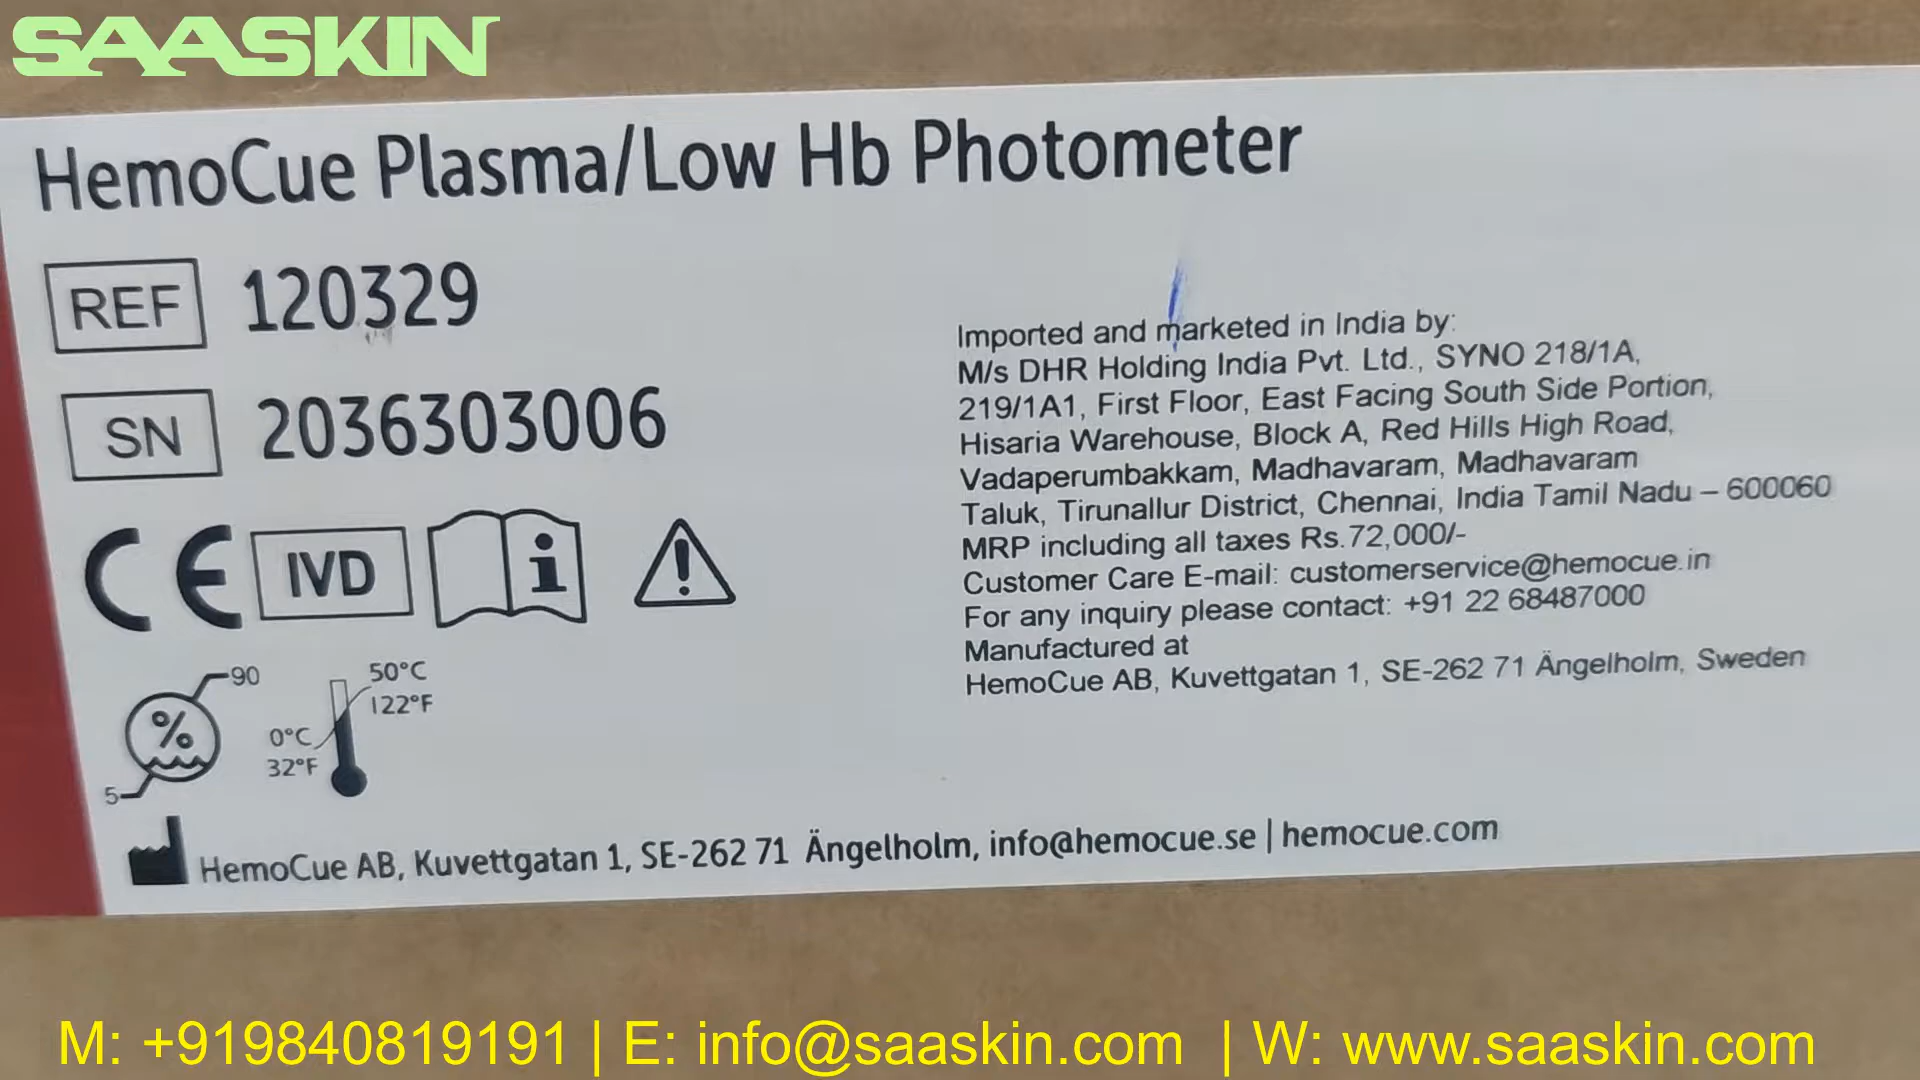 SAASKIN
HemoCue Plasma/Low Hb Photometer
REF 120329
SN 2036303006
CE IVD i
90
%
5
50°C
122°F
0°C
32°F
Imported and marketed in India by:
M/s DHR Holding India Pvt. Ltd., SYNO 218/1A,
219/1A1, First Floor, East Facing South Side Portion,
Hisaria Warehouse, Block A, Red Hills High Road,
Vadaperumbakkam, Madhavaram, Madhavaram
Taluk, Tirunallur District, Chennai, India Tamil Nadu – 600060
MRP including all taxes Rs.72,000/-
Customer Care E-mail: customerservice@hemocue.in
For any inquiry please contact: +91 22 68487000
Manufactured at
HemoCue AB, Kuvettgatan 1, SE-262 71 Ängelholm, Sweden
HemoCue AB, Kuvettgatan 1, SE-262 71 Ängelholm, info@hemocue.se | hemocue.com
M: +919840819191 | E: info@saaskin.com | W: www.saaskin.com